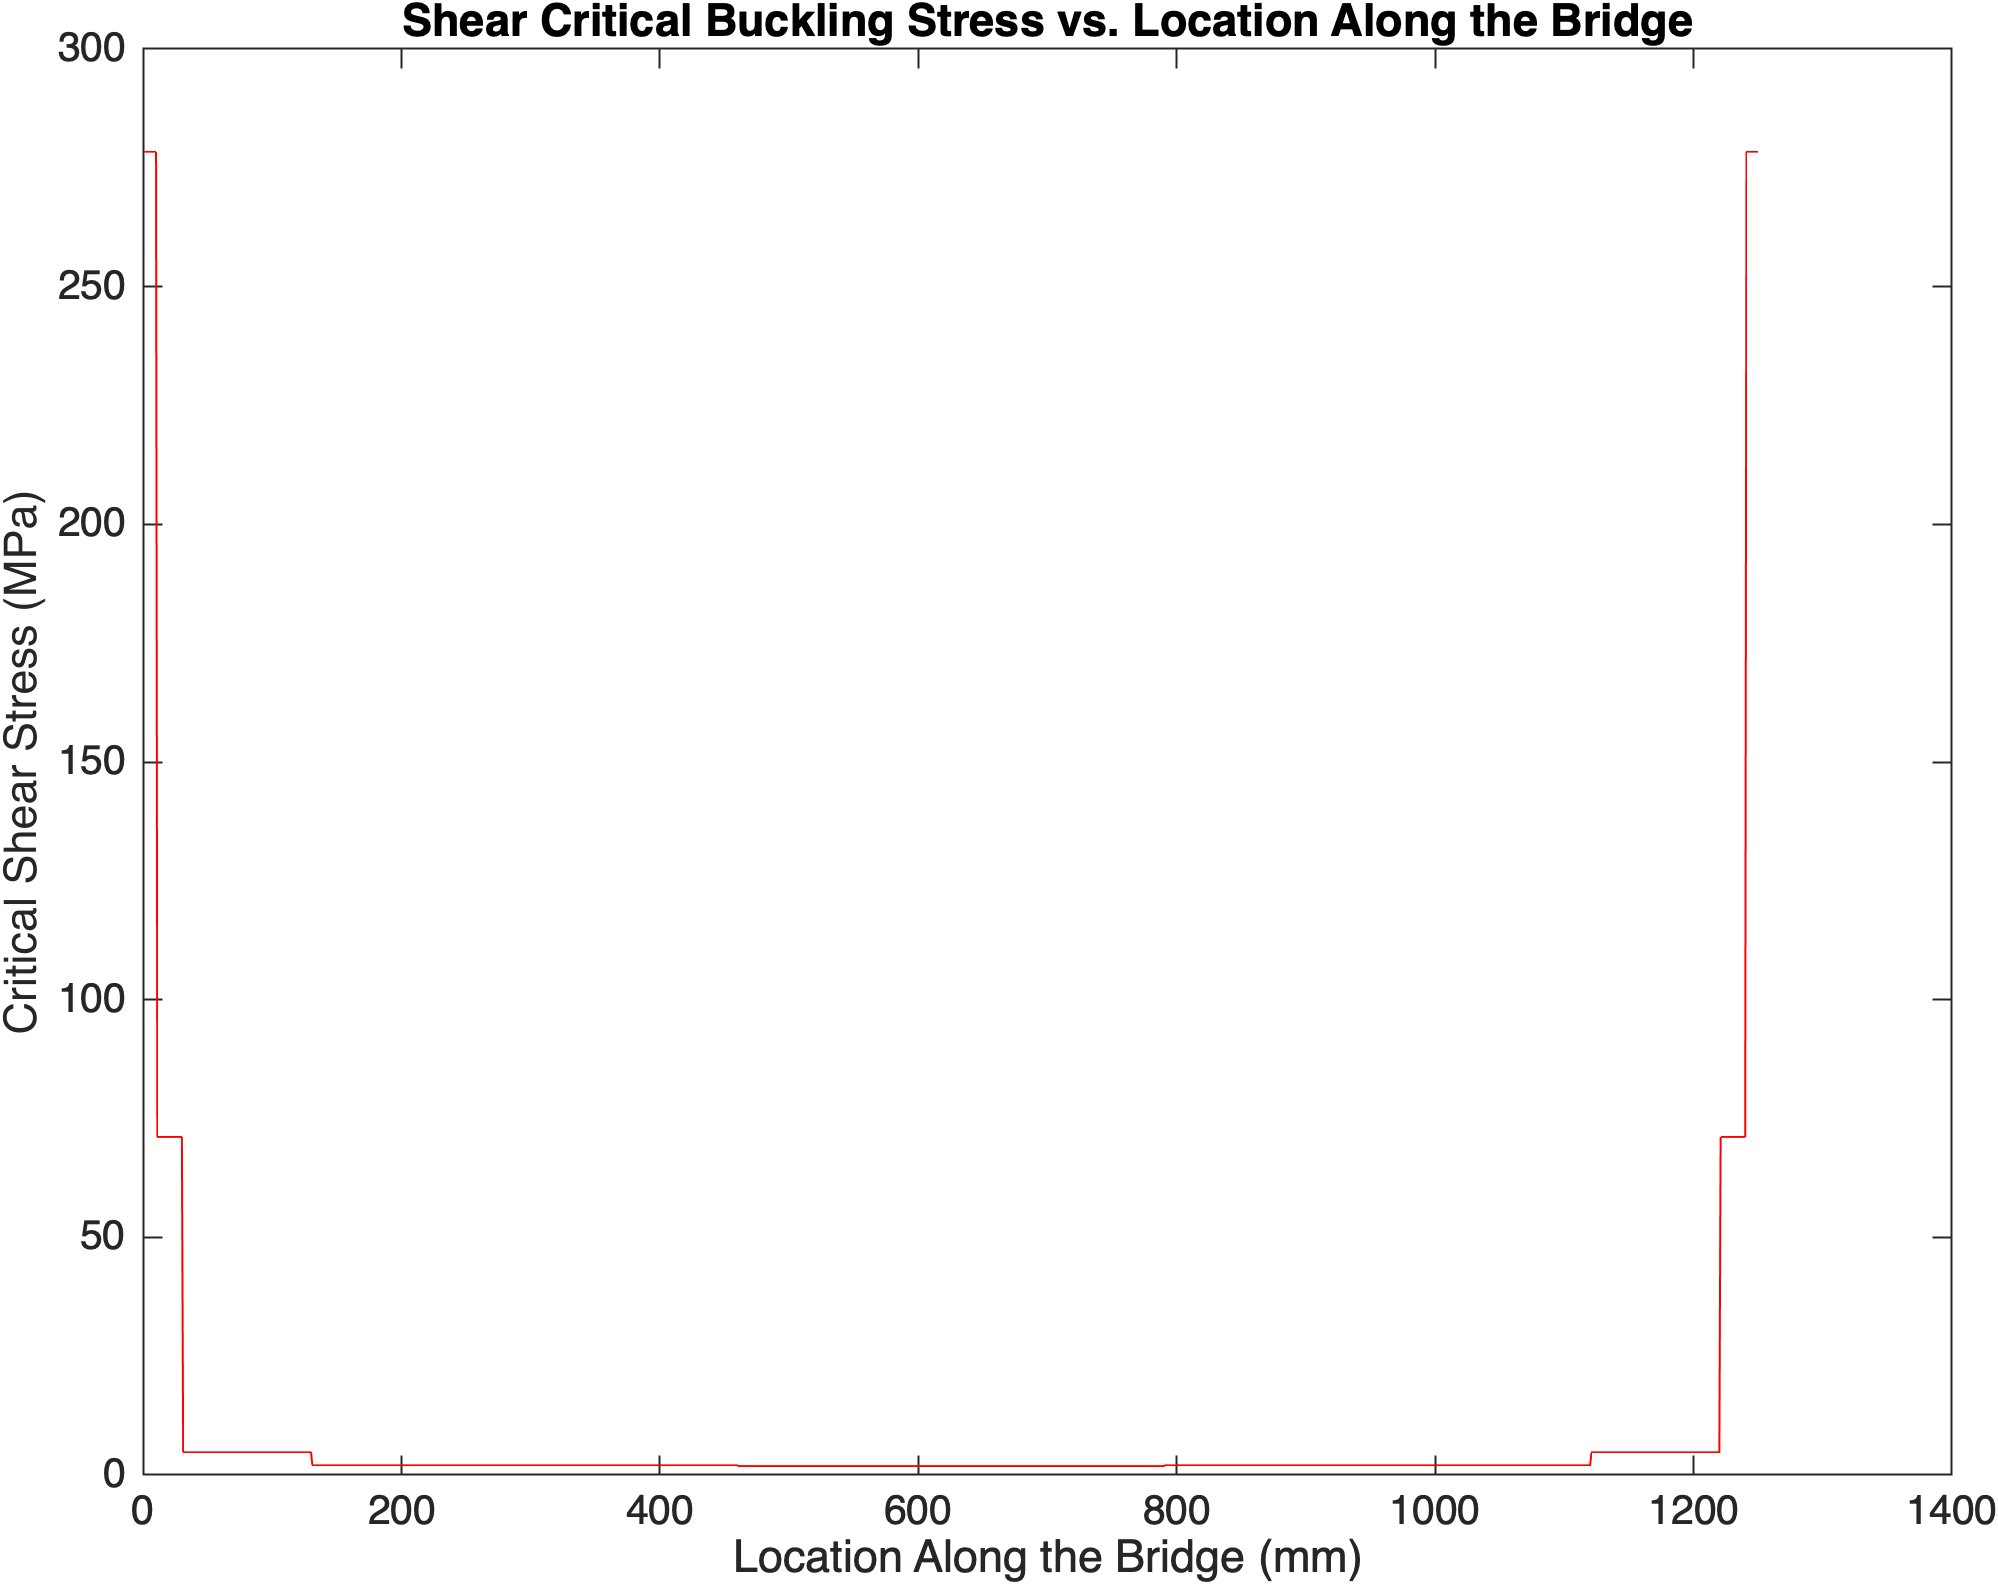 Shear Critical Buckling Stress vs. Location Along the Bridge
300
250
200
150
100
50
0
Critical Shear Stress (MPa)
0 200 400 600 800 1000 1200 1400
Location Along the Bridge (mm)